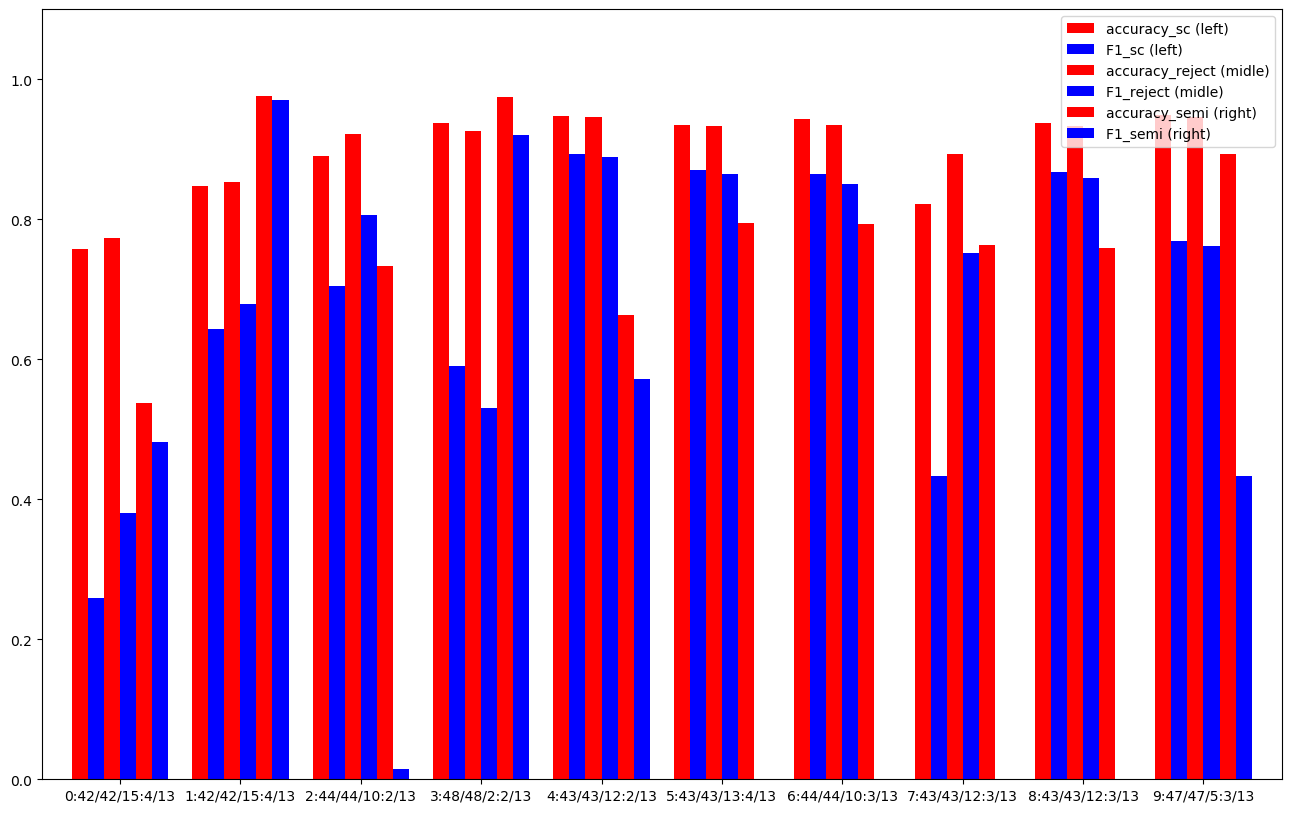 accuracy_sc (left)
F1_sc (left)
accuracy_reject (midle)
F1_reject (midle)
accuracy_semi (right)
F1_semi (right)
1.0
0.8
0.6
0.4
0.2
0.0
0:42/42/15:4/13 1:42/42/15:4/13 2:44/44/10:2/13 3:48/48/2:2/13 4:43/43/12:2/13 5:43/43/13:4/13 6:44/44/10:3/13 7:43/43/12:3/13 8:43/43/12:3/13 9:47/47/5:3/13